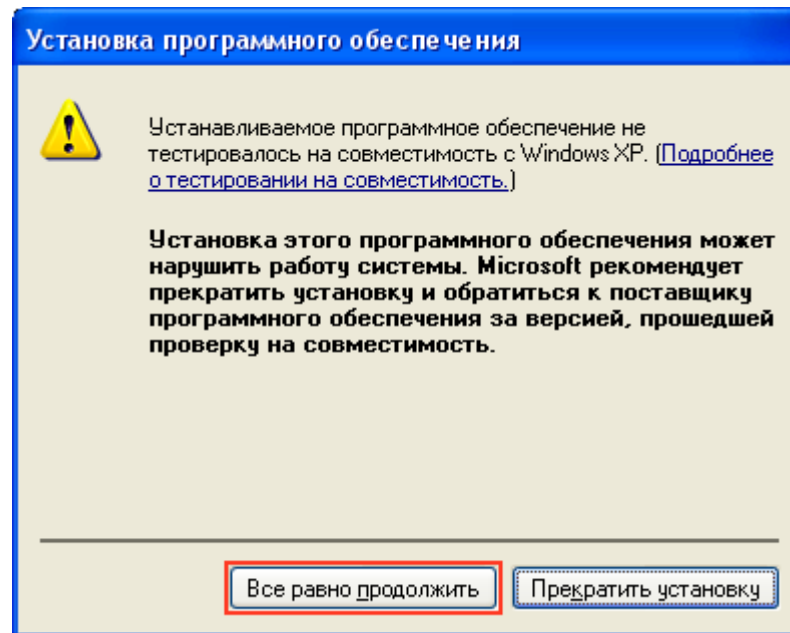 Установка программного обеспечения
Устанавливаемое программное обеспечение не
тестировалось на совместимость с Windows XP. (Подробнее
о тестировании на совместимость.)
Установка этого программного обеспечения может
нарушить работу системы. Microsoft рекомендует
прекратить установку и обратиться к поставщику
программного обеспечения за версией, прошедшей
проверку на совместимость.
Все равно продолжить
Прекратить установку